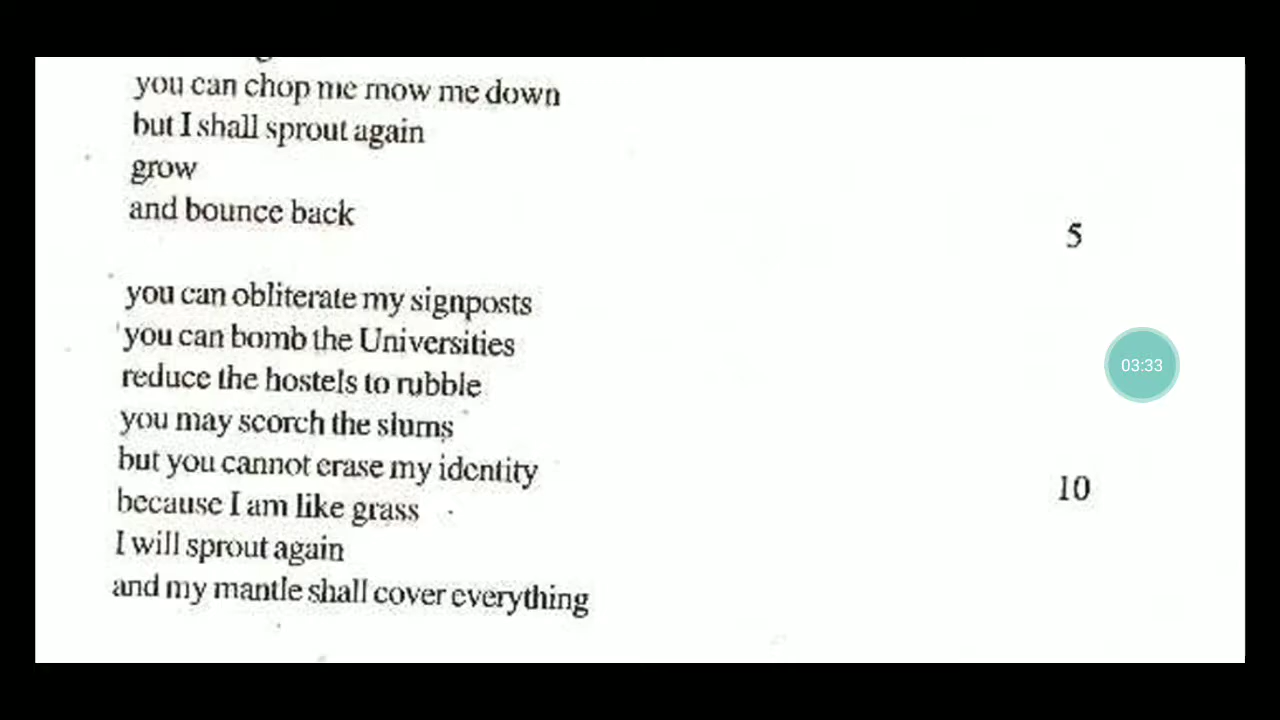 you can chop me mow me down
but I shall sprout again
grow
and bounce back
5
you can obliterate my signposts
you can bomb the Universities
reduce the hostels to rubble
you may scorch the slums
but you cannot erase my identity
10
because I am like grass
I will sprout again
and my mantle shall cover everything
03:33